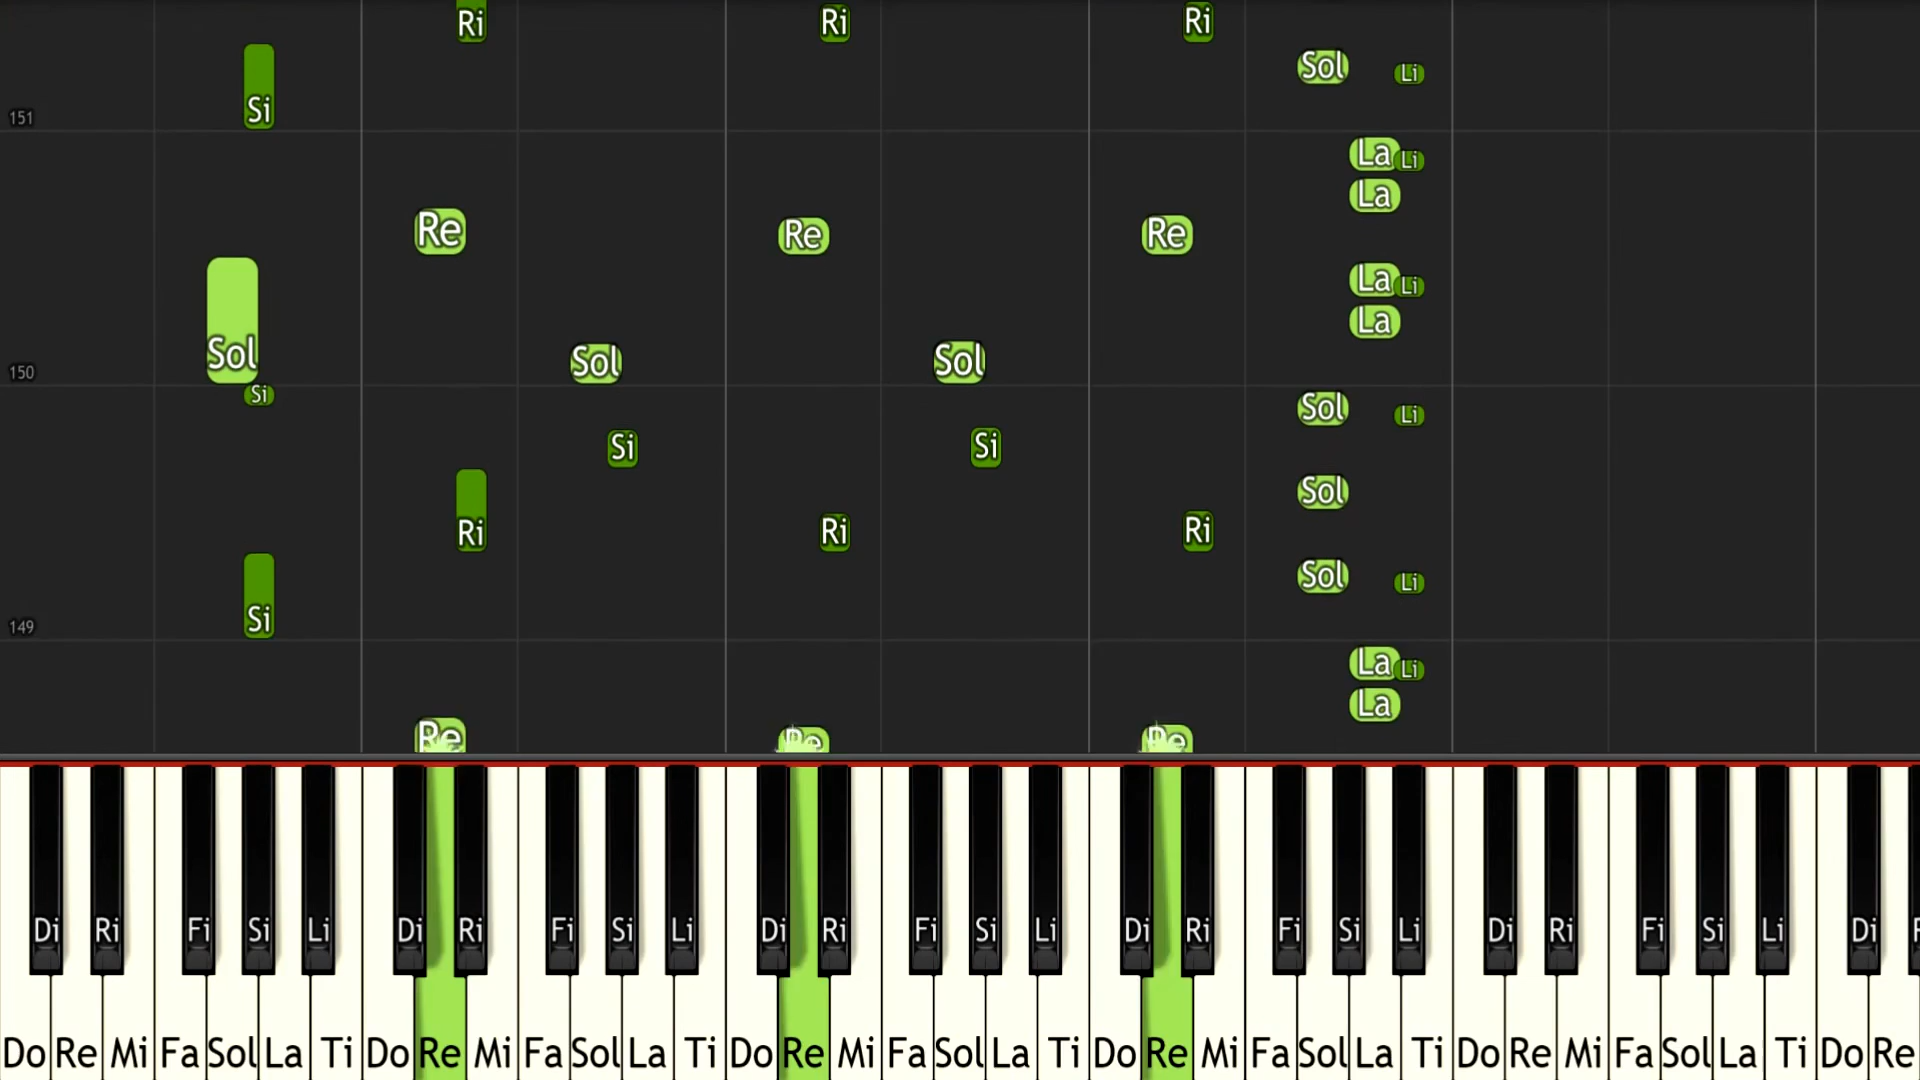 Ri Ri Ri
Sol Li
Si
151
La Li
La
Re Re Re
La Li
La
Sol Sol Sol
150
Si
Sol Li
Si Si
Sol
Ri Ri Ri
Sol Li
Si
149
La Li
La
Re Re Re
Di Ri Fi Si Li Di Ri Fi Si Li Di Ri Fi Si Li Di Ri Fi Si Li Di Ri Fi Si Li Di
Do Re Mi Fa Sol La Ti Do Re Mi Fa Sol La Ti Do Re Mi Fa Sol La Ti Do Re Mi Fa Sol La Ti Do Re Mi Fa Sol La Ti Do Re